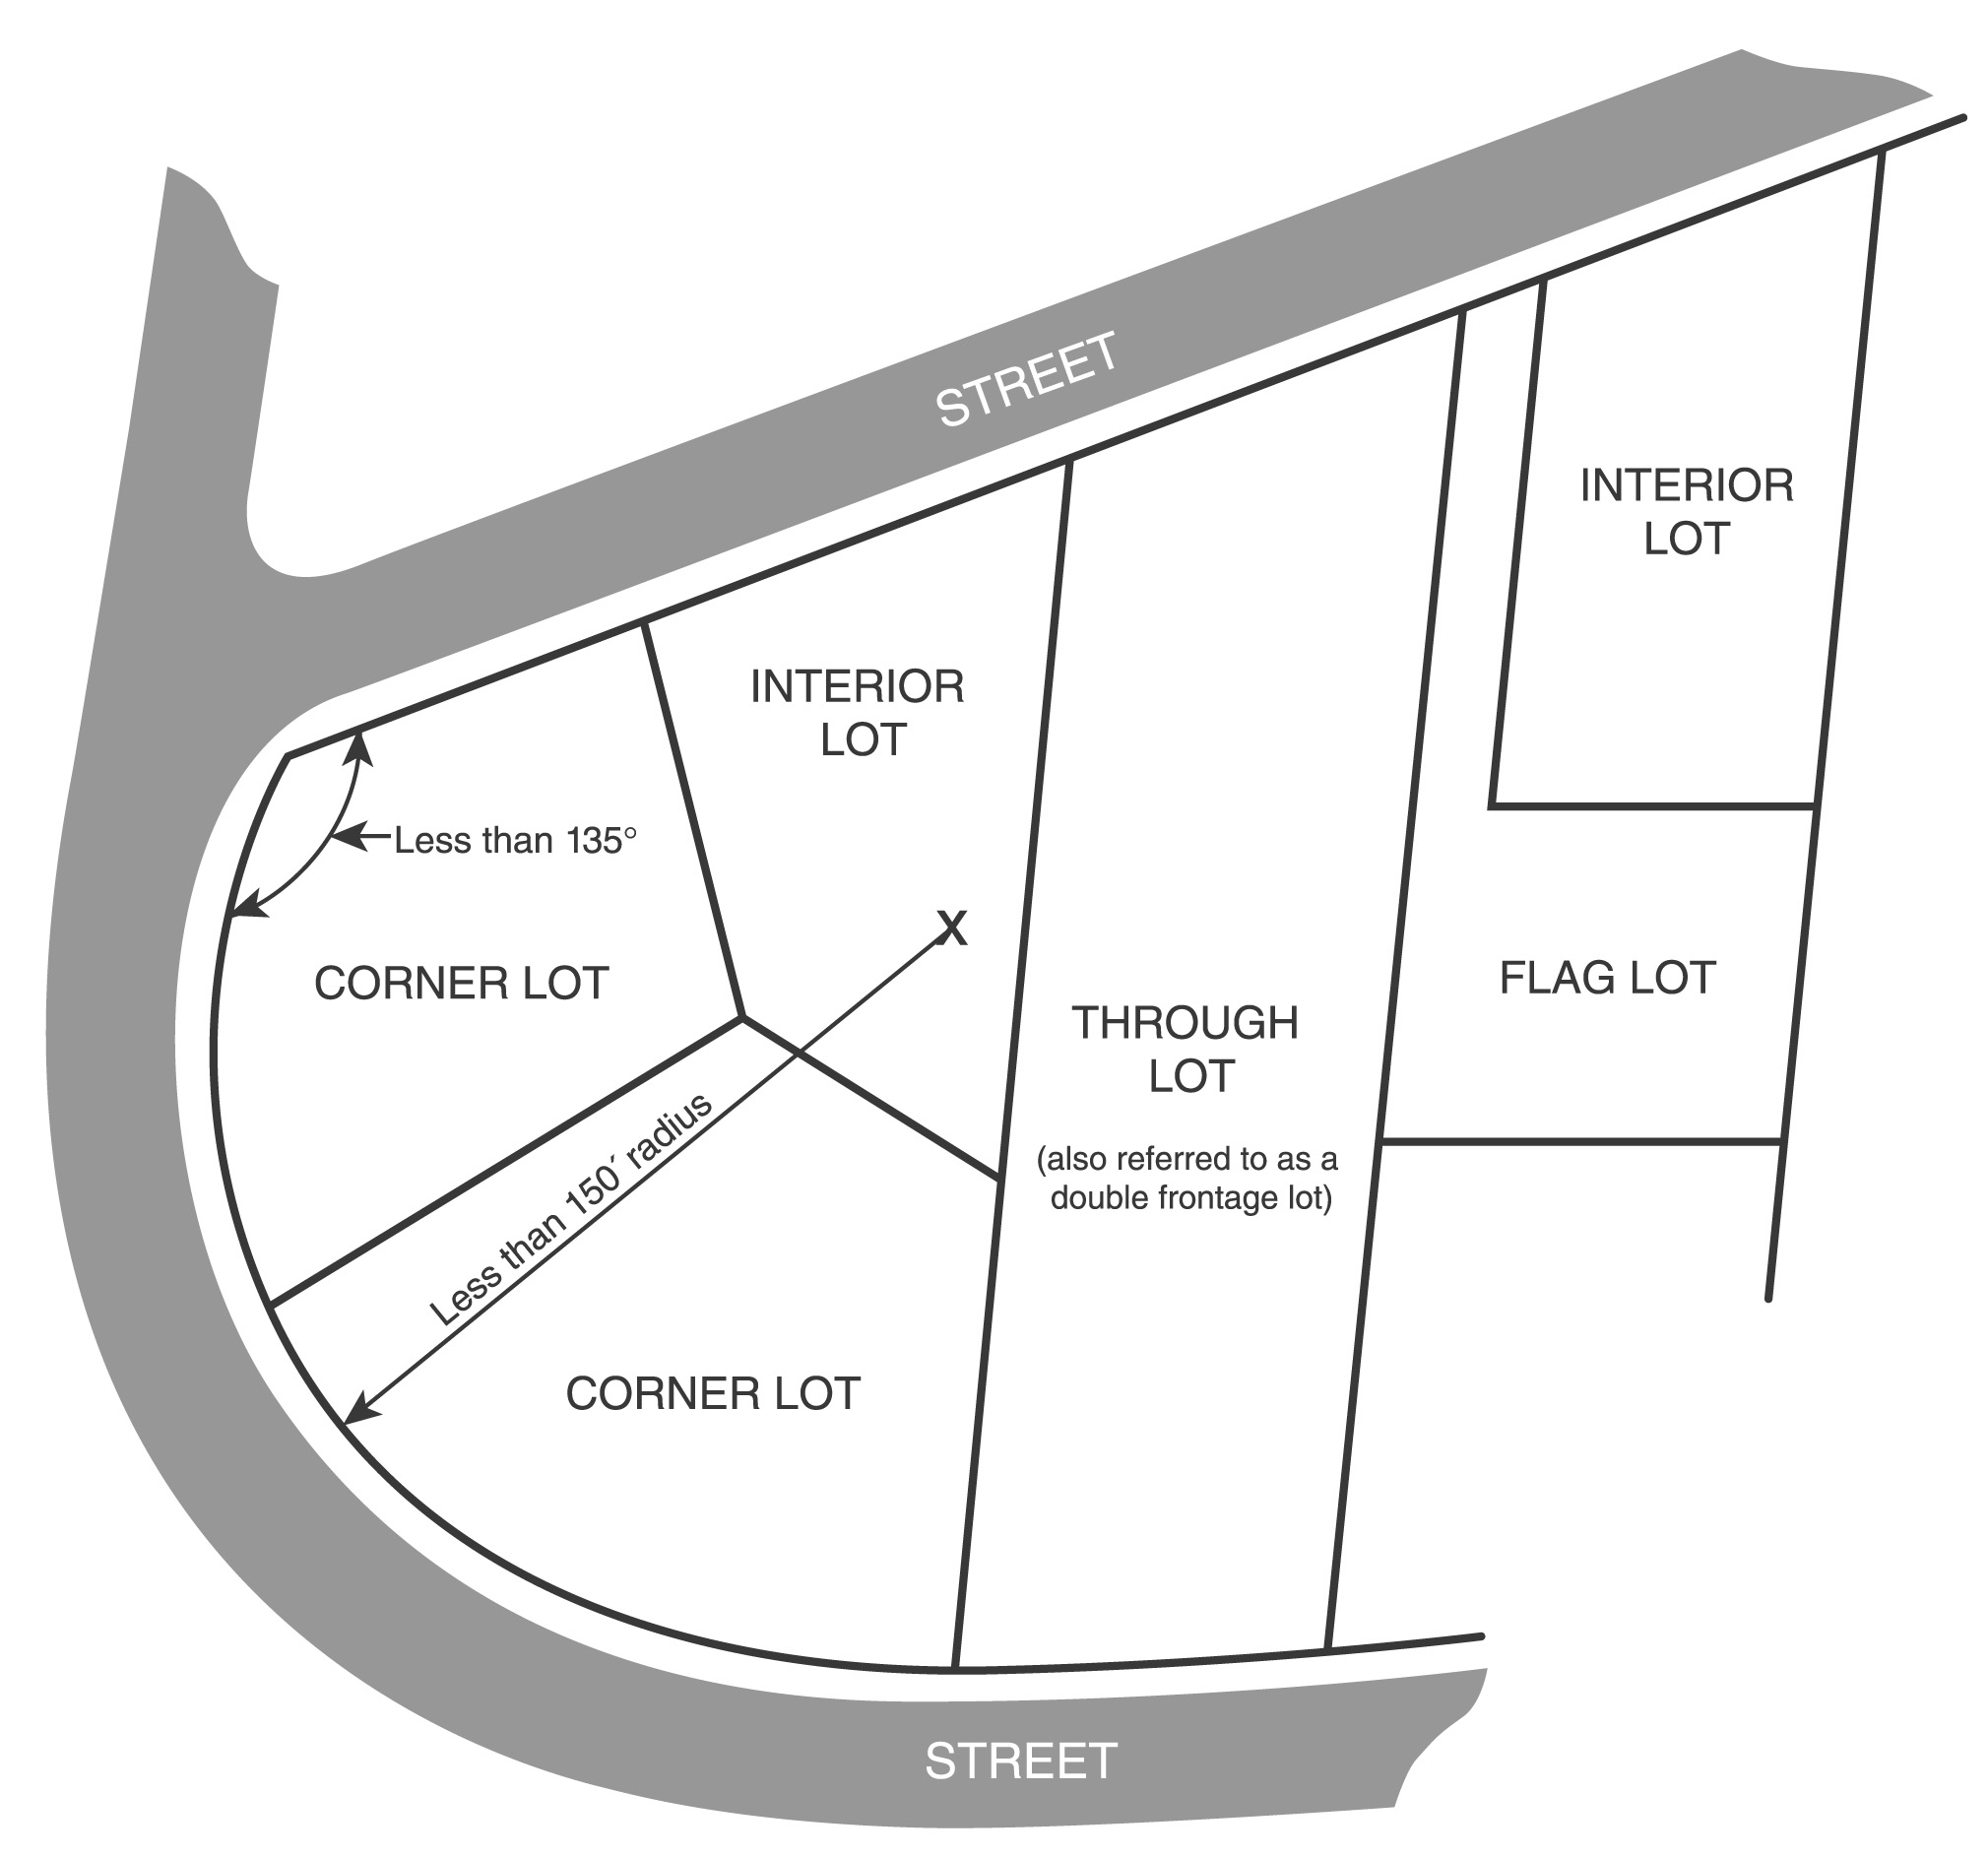 STREET
INTERIOR
LOT
INTERIOR
LOT
Less than 135°
X
CORNER LOT
FLAG LOT
THROUGH
LOT
(also referred to as a
double frontage lot)
Less than 150´ radius
CORNER LOT
STREET